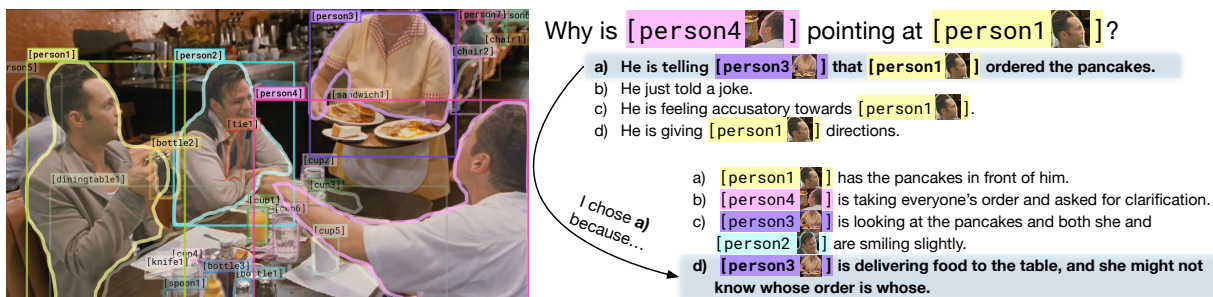 [person3]
[person7]
[chair1]
[chair2]
[person1]
[person2]
[person4]
[sandwich1]
[tie1]
[bottle2]
[cup2]
[diningtable1]
[cup3]
[cup1]
[cup6]
[cup5]
[cup4]
[knife1]
[bottle3]
[bottle1]
[spoon1]
Why is [person4] pointing at [person1]?
a) He is telling [person3] that [person1] ordered the pancakes.
b) He just told a joke.
c) He is feeling accusatory towards [person1].
d) He is giving [person1] directions.
I chose a)
because...
a) [person1] has the pancakes in front of him.
b) [person4] is taking everyone's order and asked for clarification.
c) [person3] is looking at the pancakes and both she and
[person2] are smiling slightly.
d) [person3] is delivering food to the table, and she might not
know whose order is whose.